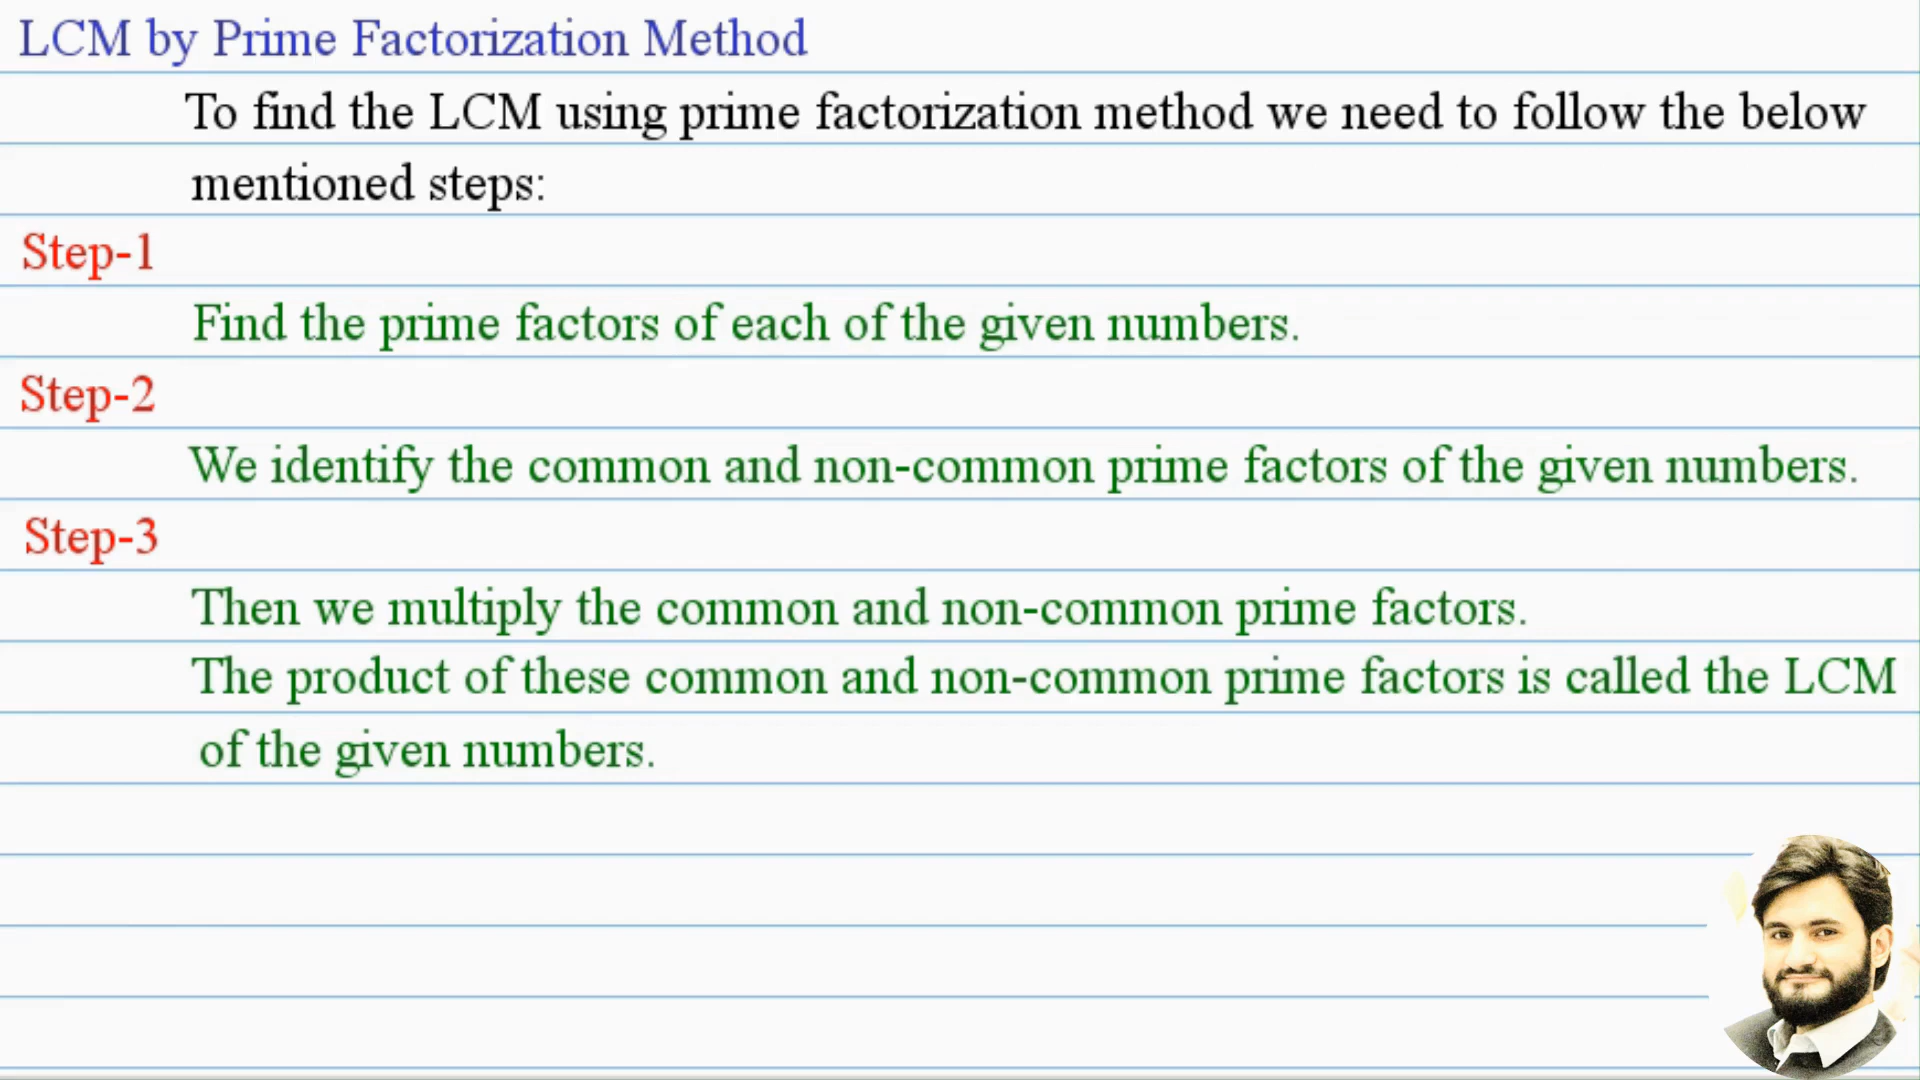 LCM by Prime Factorization Method
To find the LCM using prime factorization method we need to follow the below
mentioned steps:
Step-1
Find the prime factors of each of the given numbers.
Step-2
We identify the common and non-common prime factors of the given numbers.
Step-3
Then we multiply the common and non-common prime factors.
The product of these common and non-common prime factors is called the LCM
of the given numbers.